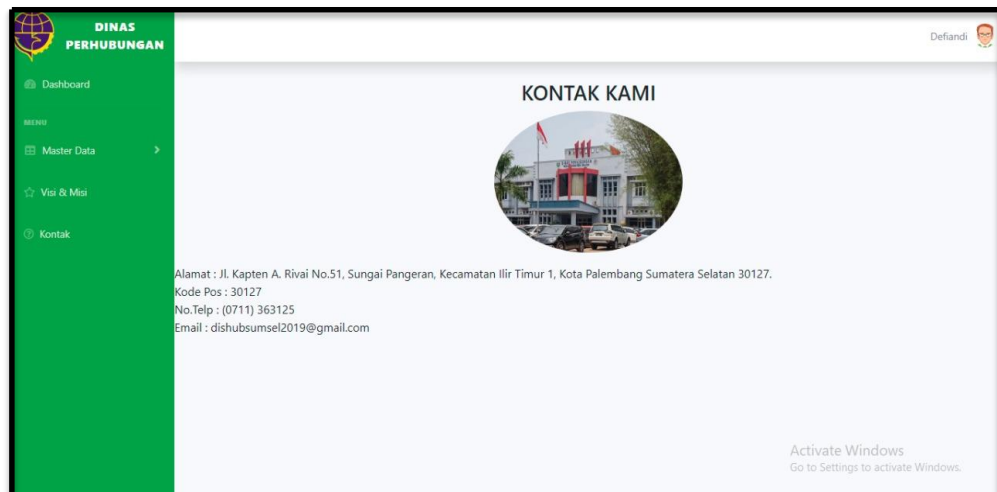 DINAS
PERHUBUNGAN
Defiandi
Dashboard
MENU
Master Data
Visi & Misi
Kontak
KONTAK KAMI
Alamat : Jl. Kapten A. Rivai No.51, Sungai Pangeran, Kecamatan Ilir Timur 1, Kota Palembang Sumatera Selatan 30127.
Kode Pos : 30127
No.Telp : (0711) 363125
Email : dishubsumsel2019@gmail.com
Activate Windows
Go to Settings to activate Windows.